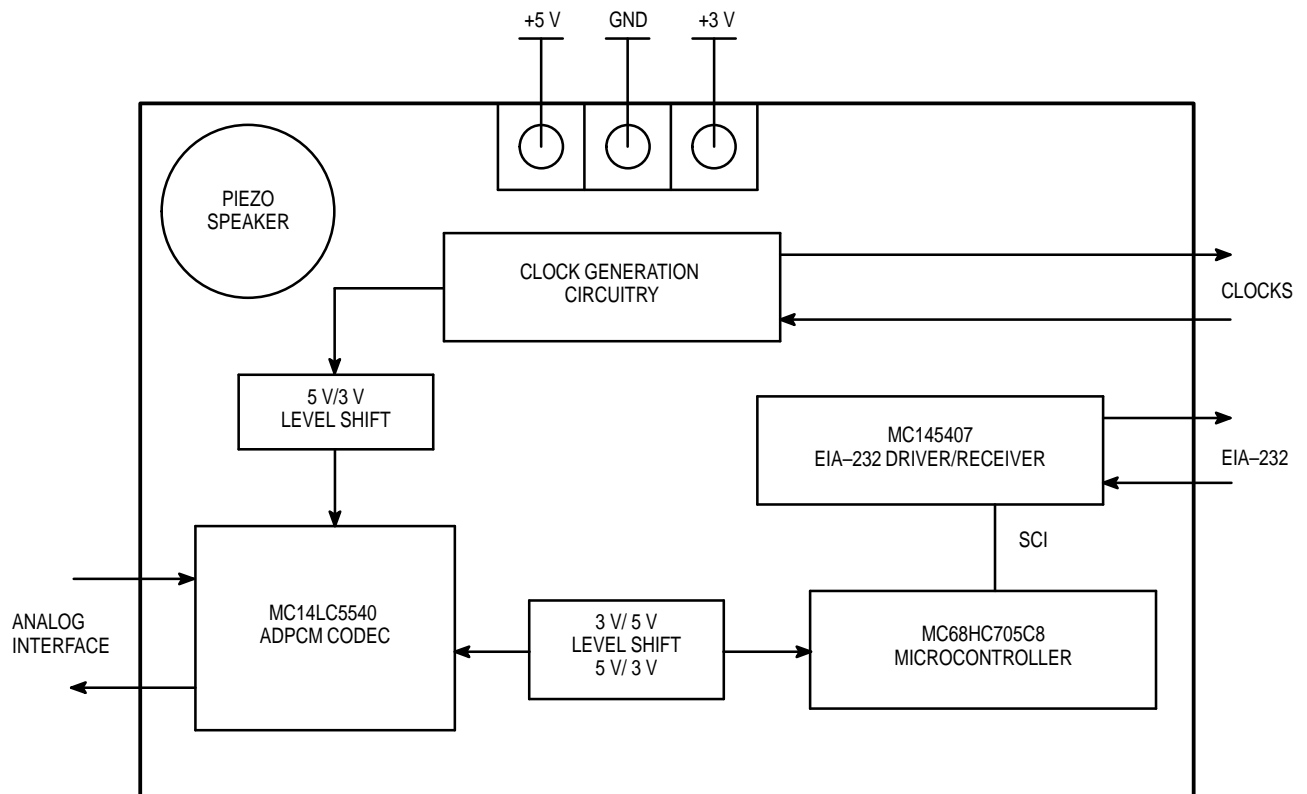 +5 V
GND
+3 V
PIEZO
SPEAKER
CLOCK GENERATION
CIRCUITRY
CLOCKS
5 V/3 V
LEVEL SHIFT
MC145407
EIA–232 DRIVER/RECEIVER
EIA–232
SCI
ANALOG
INTERFACE
MC14LC5540
ADPCM CODEC
3 V/ 5 V
LEVEL SHIFT
5 V/ 3 V
MC68HC705C8
MICROCONTROLLER